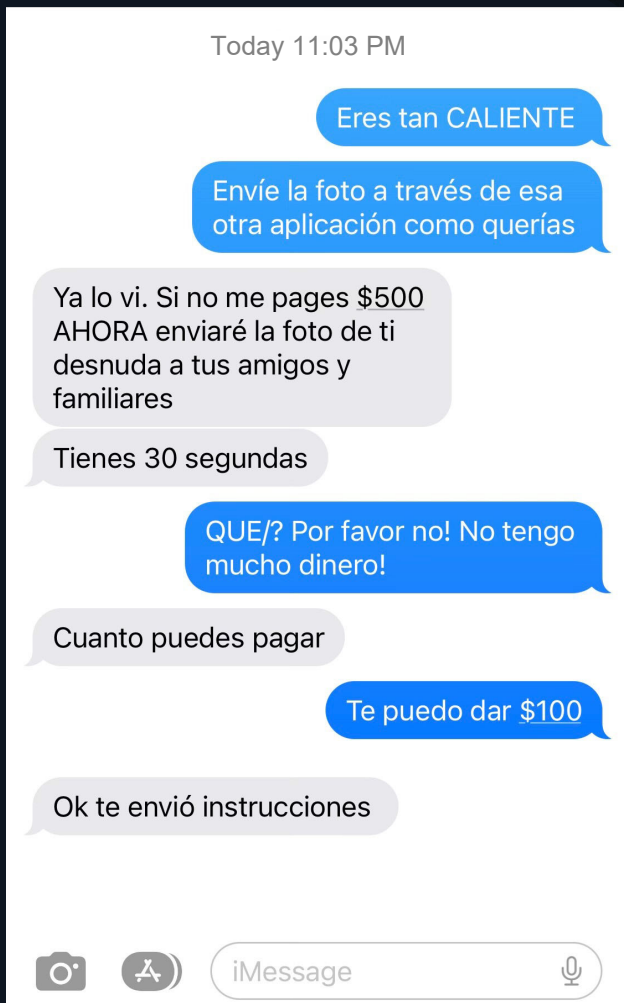 Today 11:03 PM
Eres tan CALIENTE
Envíe la foto a través de esa
otra aplicación como querías
Ya lo vi. Si no me pages $500
AHORA enviaré la foto de ti
desnuda a tus amigos y
familiares
Tienes 30 segundas
QUE/? Por favor no! No tengo
mucho dinero!
Cuanto puedes pagar
Te puedo dar $100
Ok te envió instrucciones
iMessage